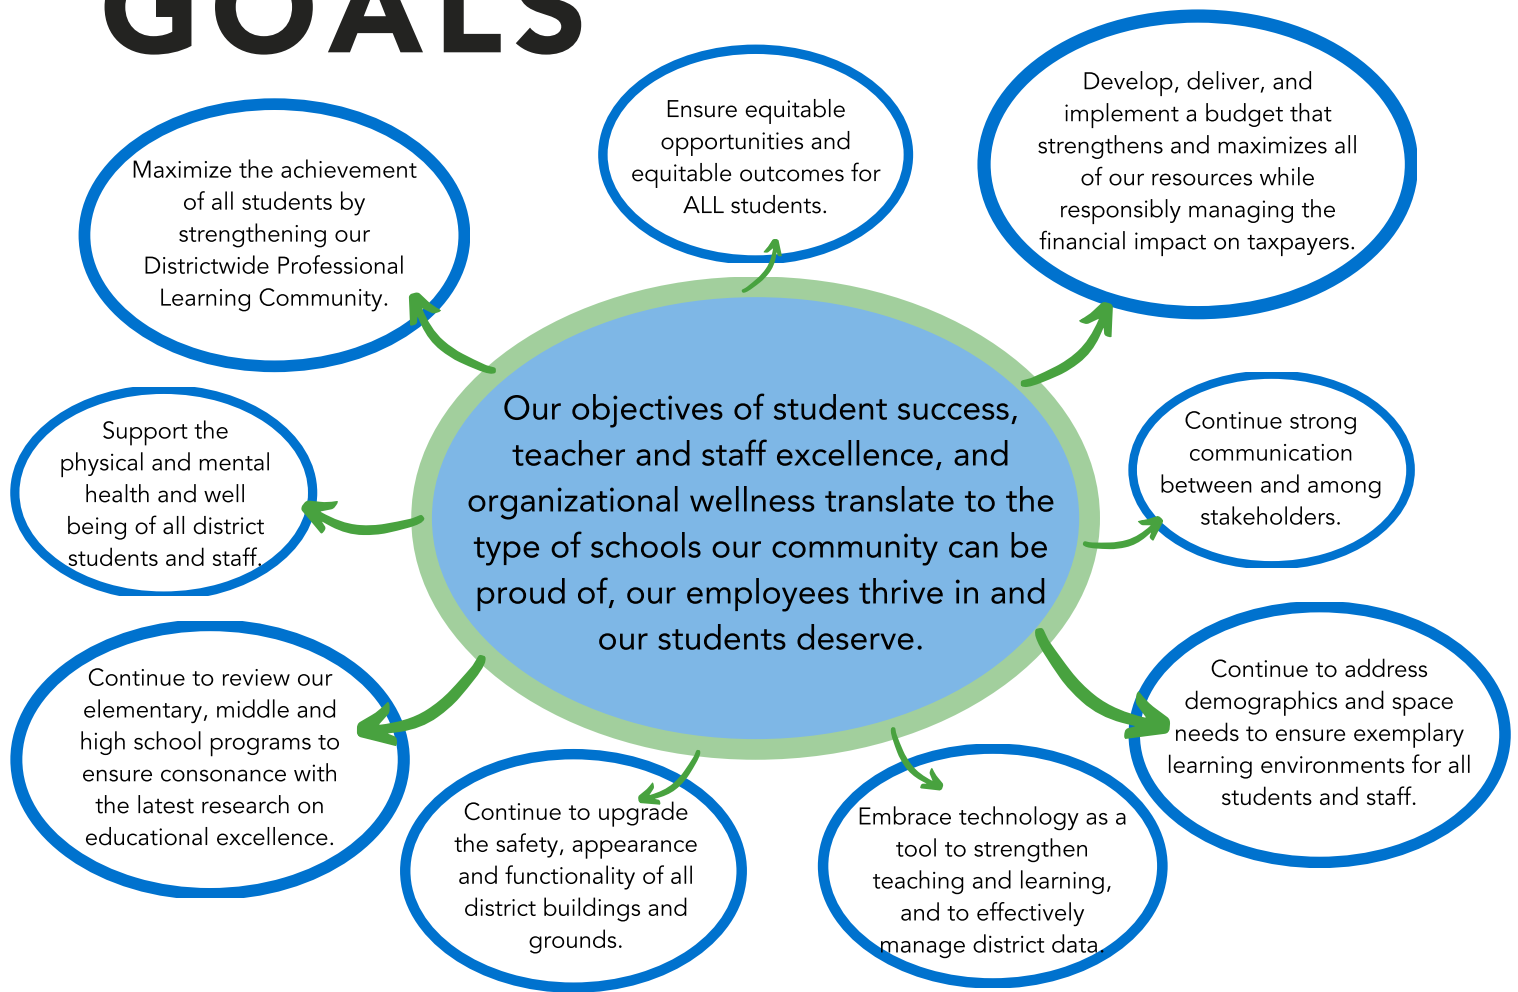 GOALS
Maximize the achievement
of all students by
strengthening our
Districtwide Professional
Learning Community.
Ensure equitable
opportunities and
equitable outcomes for
ALL students.
Develop, deliver, and
implement a budget that
strengthens and maximizes all
of our resources while
responsibly managing the
financial impact on taxpayers.
Support the
physical and mental
health and well
being of all district
students and staff.
Our objectives of student success,
teacher and staff excellence, and
organizational wellness translate to the
type of schools our community can be
proud of, our employees thrive in and
our students deserve.
Continue strong
communication
between and among
stakeholders.
Continue to review our
elementary, middle and
high school programs to
ensure consonance with
the latest research on
educational excellence.
Continue to upgrade
the safety, appearance
and functionality of all
district buildings and
grounds.
Embrace technology as a
tool to strengthen
teaching and learning,
and to effectively
manage district data.
Continue to address
demographics and space
needs to ensure exemplary
learning environments for all
students and staff.